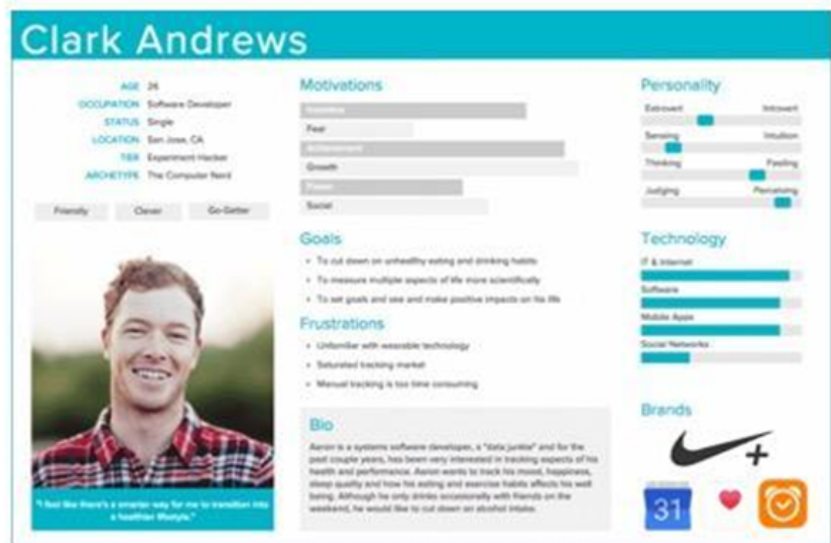 Clark Andrews
AGE 26
OCCUPATION Software Developer
STATUS Single
LOCATION San Jose, CA
TIER Experiment Hacker
ARCHETYPE The Computer Nerd
Friendly Clever Go-Getter
"I feel like there's a smarter way for me to transition into
a healthier lifestyle."
Motivations
Incentive
Fear
Achievement
Growth
Power
Social
Goals
• To cut down on unhealthy eating and drinking habits
• To measure multiple aspects of life more scientifically
• To set goals and see and make positive impacts on his life
Frustrations
• Unfamiliar with wearable technology
• Saturated tracking market
• Manual tracking is too time consuming
Bio
Aaron is a systems software developer, a "data junkie" and for the
past couple years, has been very interested in tracking aspects of his
health and performance. Aaron wants to track his mood, happiness,
sleep quality and how his eating and exercise habits affects his well
being. Although he only drinks occasionally with friends on the
weekend, he would like to cut down on alcohol intake.
Personality
Extrovert Introvert
Sensing Intuition
Thinking Feeling
Judging Perceiving
Technology
IT & Internet
Software
Mobile Apps
Social Networks
Brands
+
31